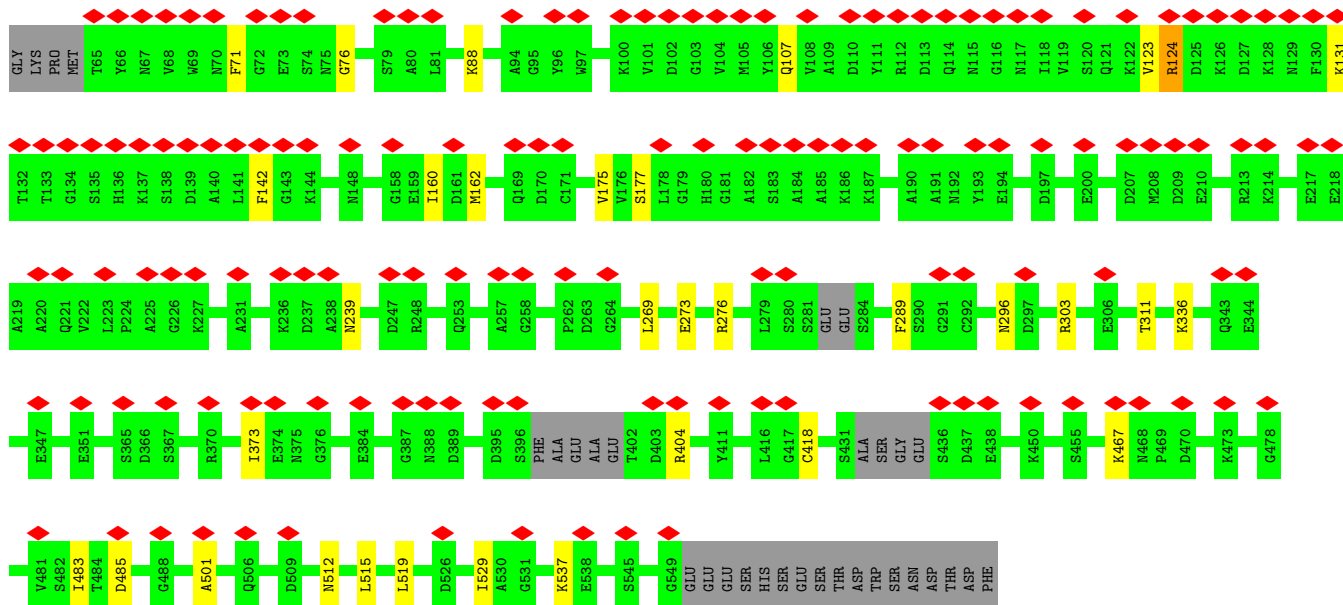 GLY LYS PRO MET T65 Y66 N67 V68 W69 N70 F71 G72 E73 S74 N75 G76 S79 A80 L81 K88 A94 G95 Y96 W97 K100 V101 D102 G103 V104 M105 Y106 Q107 V108 A109 D110 Y111 R112 D113 Q114 N115 G116 N117 I118 V119 S120 Q121 K122 V123 R124 D125 K126 D127 K128 N129 F130 K131
T132 T133 G134 S135 H136 K137 S138 D139 A140 L141 F142 G143 K144 N148 G158 E159 I160 D161 M162 Q169 D170 C171 V175 V176 S177 L178 G179 H180 G181 A182 S183 A184 A185 K186 K187 A190 A191 N192 Y193 E194 D197 E200 D207 M208 D209 E210 R213 K214 E217 E218
A219 A220 Q221 V222 L223 P224 A225 G226 K227 A231 K236 D237 A238 N239 D247 R248 Q253 A257 G258 P262 D263 G264 L269 E273 R276 L279 S280 S281 GLU GLU S284 F289 S290 G291 C292 N296 D297 R303 E306 T311 K336 Q343 E344
E347 E351 S365 D366 S367 R370 I373 E374 N375 G376 E384 G387 N388 D389 D395 S396 PHE ALA GLU ALA GLU T402 D403 R404 Y411 L416 G417 C418 S431 ALA SER GLY GLU S436 D437 E438 K450 S455 K467 N468 P469 D470 K473 G478
V481 S482 I483 T484 D485 G488 A501 Q506 D509 N512 L515 L519 D526 I529 A530 G531 K537 E538 S545 G549 GLU GLU GLU SER HIS SER GLU SER THR ASP TRP SER ASN ASP THR ASP PHE